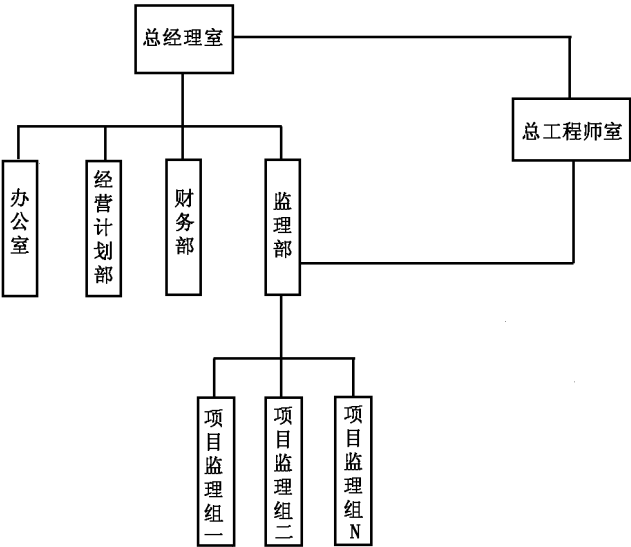 总经理室
总工程师室
办公室
经营计划部
财务部
监理部
项目监理组一
项目监理组二
项目监理组N